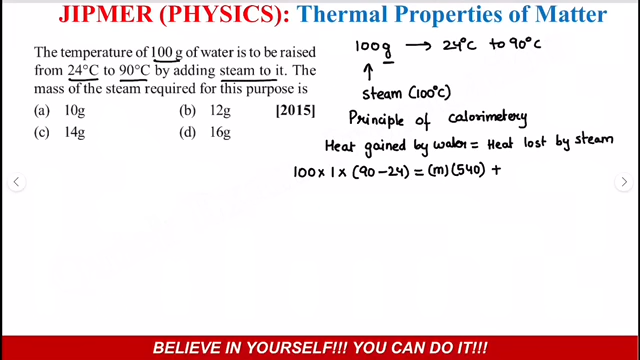 JIPMER (PHYSICS): Thermal Properties of Matter
The temperature of 100 g of water is to be raised
from 24°C to 90°C by adding steam to it. The
mass of the steam required for this purpose is
(a) 10g (b) 12g [2015]
(c) 14g (d) 16g
100g → 24°C to 90°C
↑
steam (100°C)
Principle of calorimetery
Heat gained by water = Heat lost by steam
100 × 1 × (90 – 24) = (m) (540) +
BELIEVE IN YOURSELF!!! YOU CAN DO IT!!!